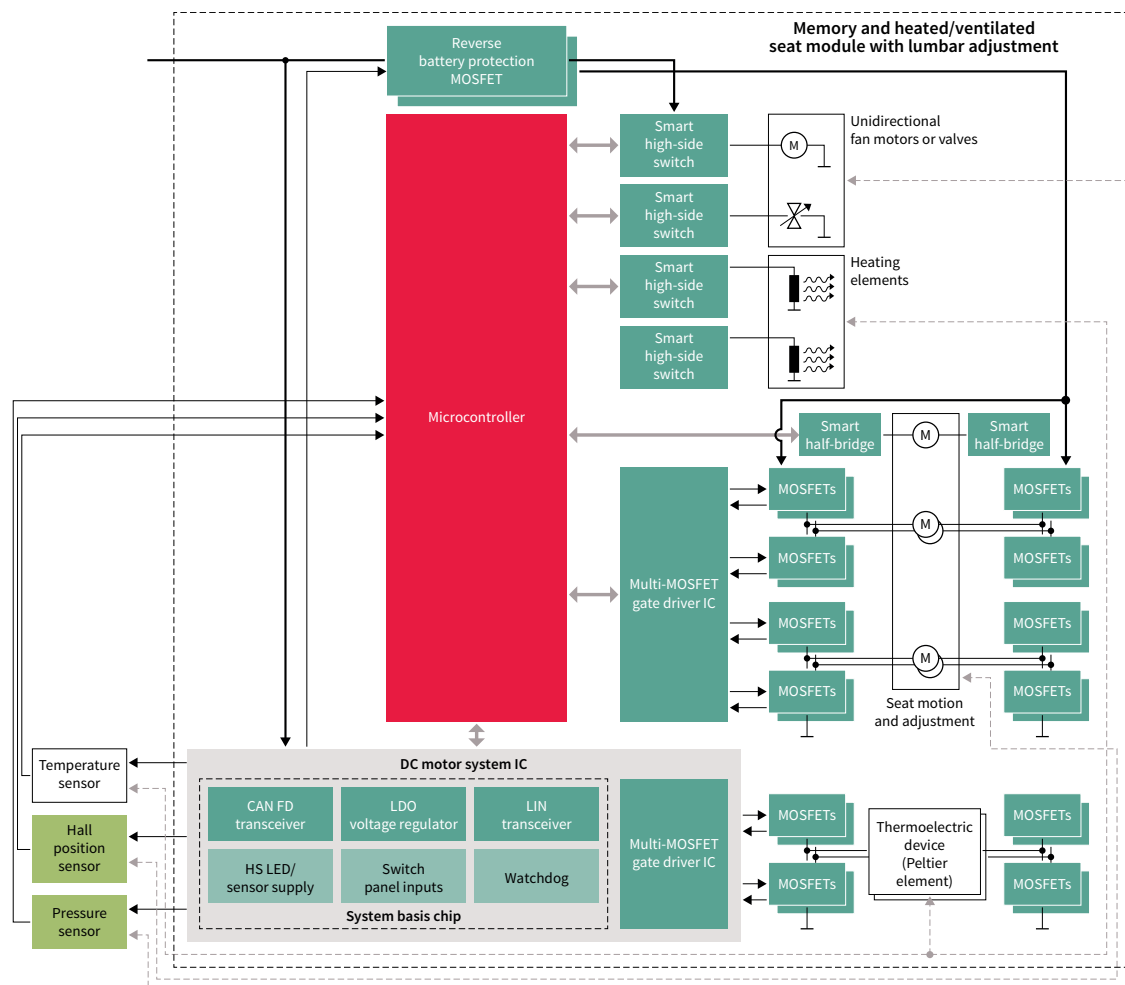 Memory and heated/ventilated
seat module with lumbar adjustment
Reverse
battery protection
MOSFET
Smart
high-side
switch
M
Unidirectional
fan motors or valves
Smart
high-side
switch
Smart
high-side
switch
Heating
elements
Smart
high-side
switch
Microcontroller
Smart
half-bridge
M
Smart
half-bridge
MOSFETs
MOSFETs
M
MOSFETs
MOSFETs
Multi-MOSFET
gate driver IC
MOSFETs
MOSFETs
M
MOSFETs
MOSFETs
Seat motion
and adjustment
Temperature
sensor
Hall
position
sensor
Pressure
sensor
DC motor system IC
CAN FD
transceiver
LDO
voltage regulator
LIN
transceiver
HS LED/
sensor supply
Switch
panel inputs
Watchdog
System basis chip
Multi-MOSFET
gate driver IC
MOSFETs
MOSFETs
Thermoelectric
device
(Peltier
element)
MOSFETs
MOSFETs